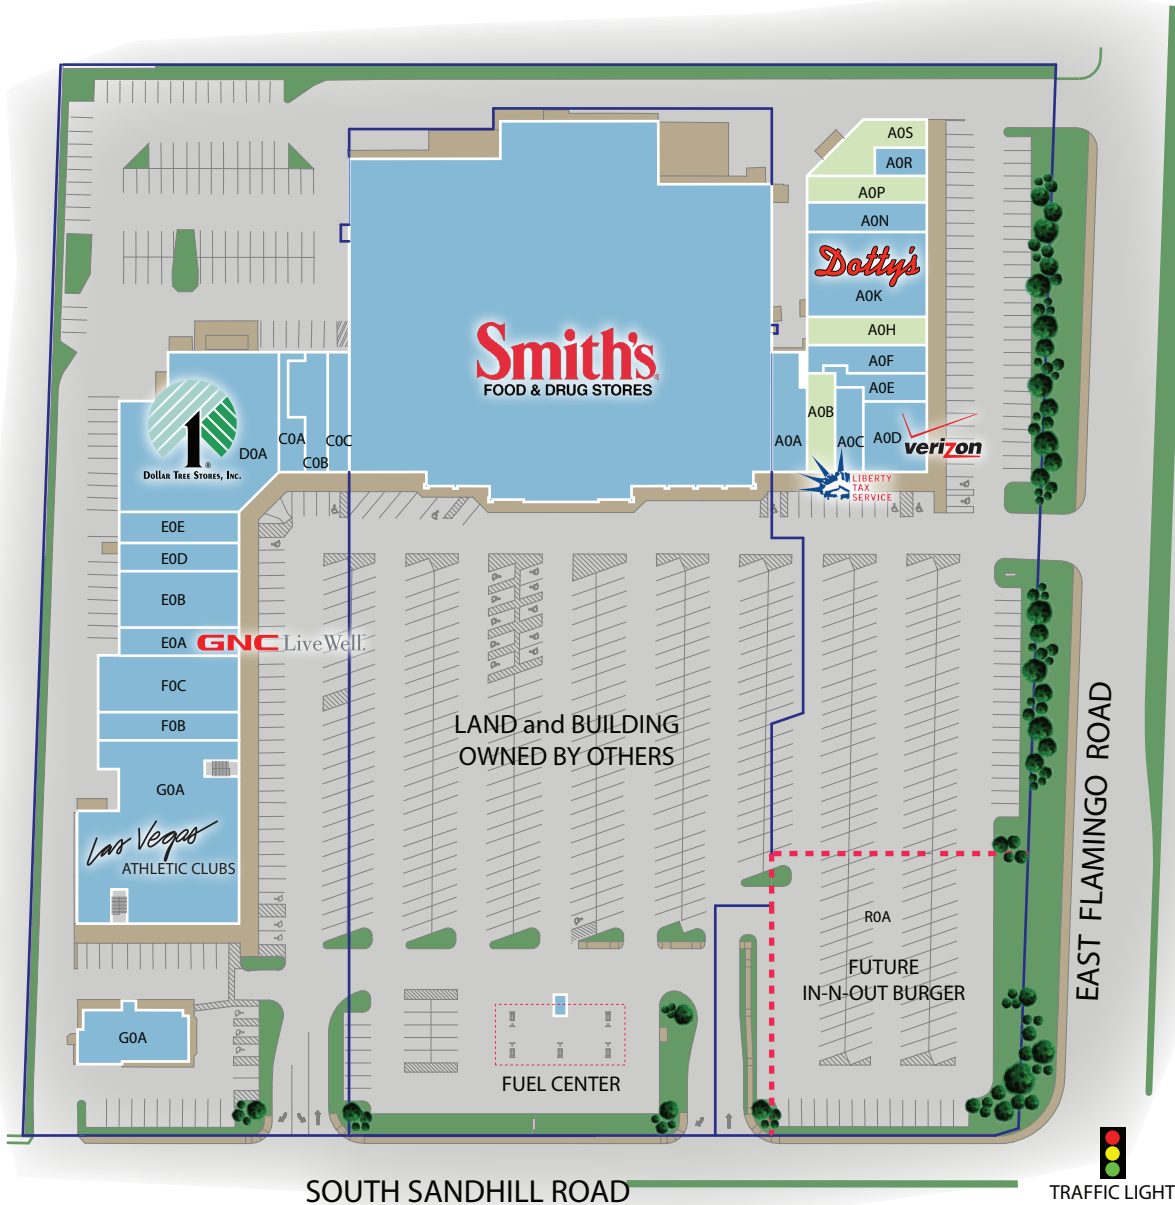 A0S
A0R
A0P
A0N
Dotty's
A0K
A0H
A0F
A0E
A0B
A0A
A0C
A0D
verizon
LIBERTY
TAX
SERVICE
Smith's
FOOD & DRUG STORES
1
DOLLAR TREE STORES, INC.
D0A
C0A
C0B
C0C
E0E
E0D
E0B
E0A
GNC LiveWell.
F0C
F0B
G0A
Las Vegas
ATHLETIC CLUBS
G0A
LAND and BUILDING
OWNED BY OTHERS
R0A
FUTURE
IN-N-OUT BURGER
FUEL CENTER
EAST FLAMINGO ROAD
SOUTH SANDHILL ROAD
TRAFFIC LIGHT